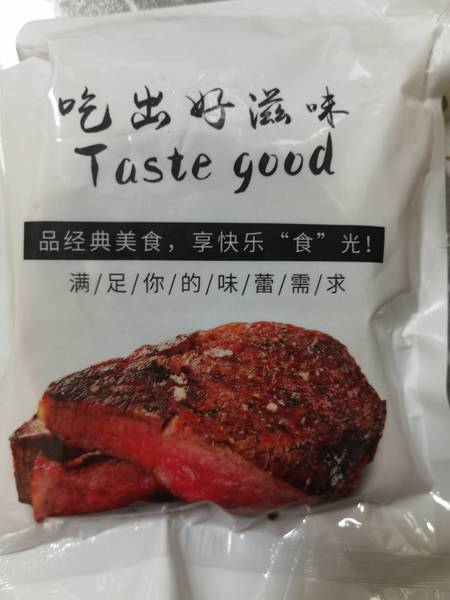 吃出好滋味
Taste good
品经典美食，享快乐“食”光！
满/足/你/的/味/蕾/需/求